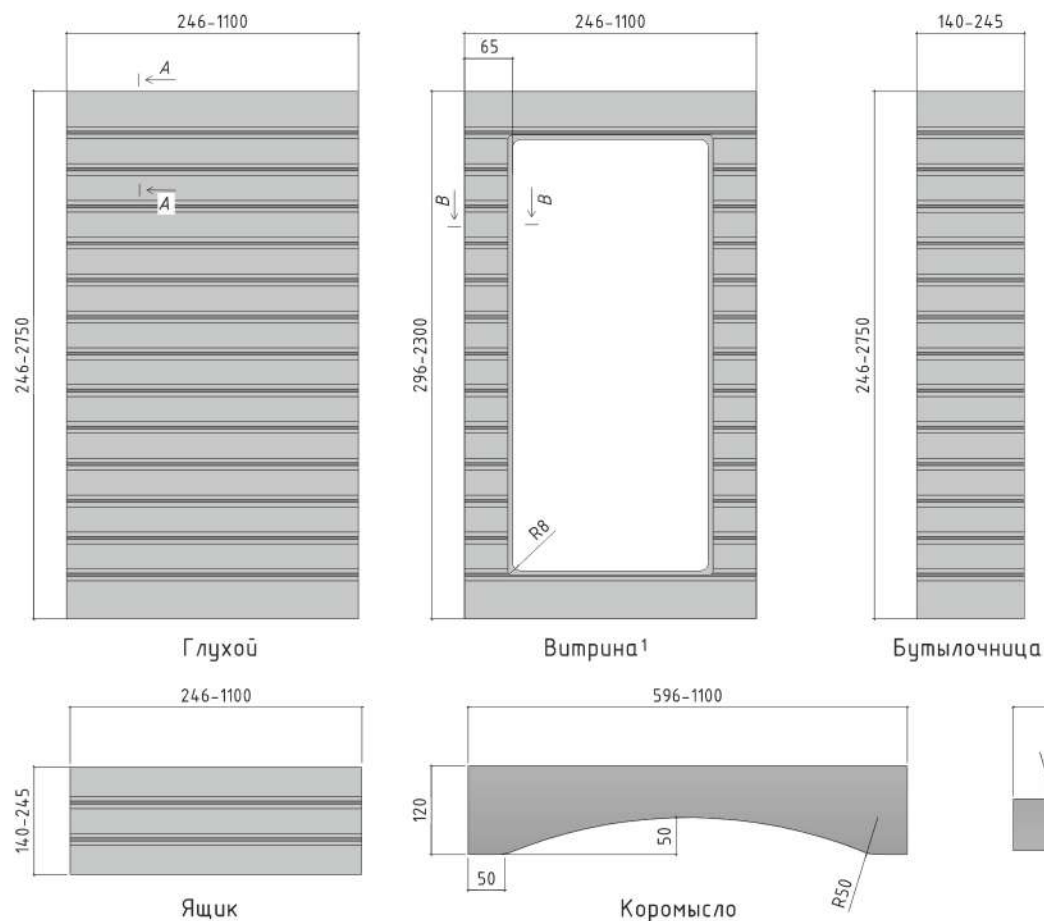 246-1100
246-1100
140-245
65
A
A
B
B
246-2750
296-2300
246-2750
R8
Глухой
Витрина¹
Бутылочница
246-1100
596-1100
140-245
120
50
50
R50
Ящик
Коромысло